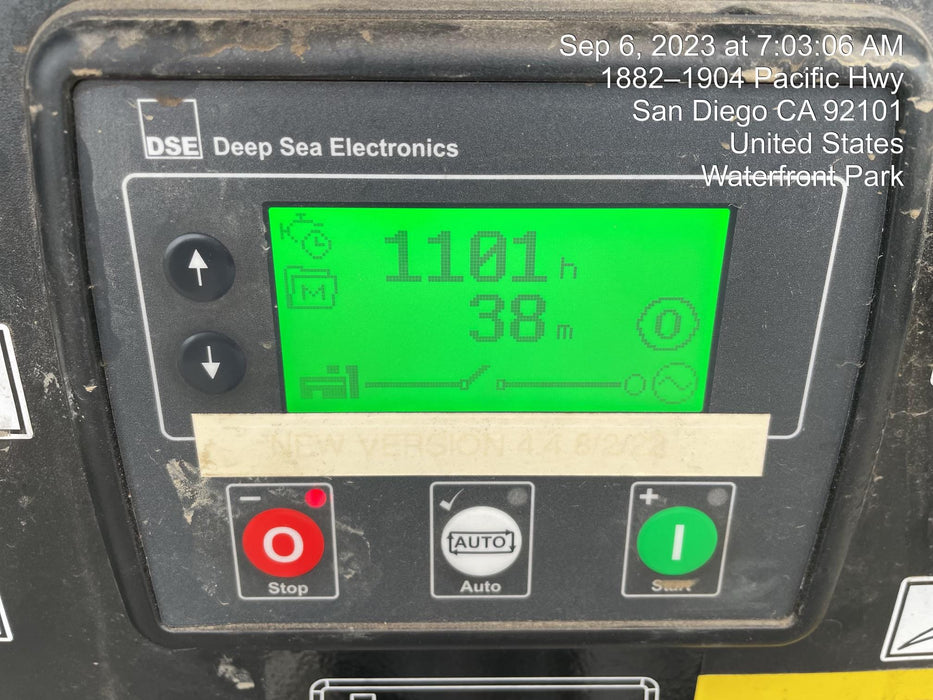 Sep 6, 2023 at 7:03:06 AM
1882–1904 Pacific Hwy
San Diego CA 92101
United States
Waterfront Park
DSE Deep Sea Electronics
1101 h
M
38 m
0
NEW VERSION 4.4 8/2/22
Stop
AUTO
Auto
Start